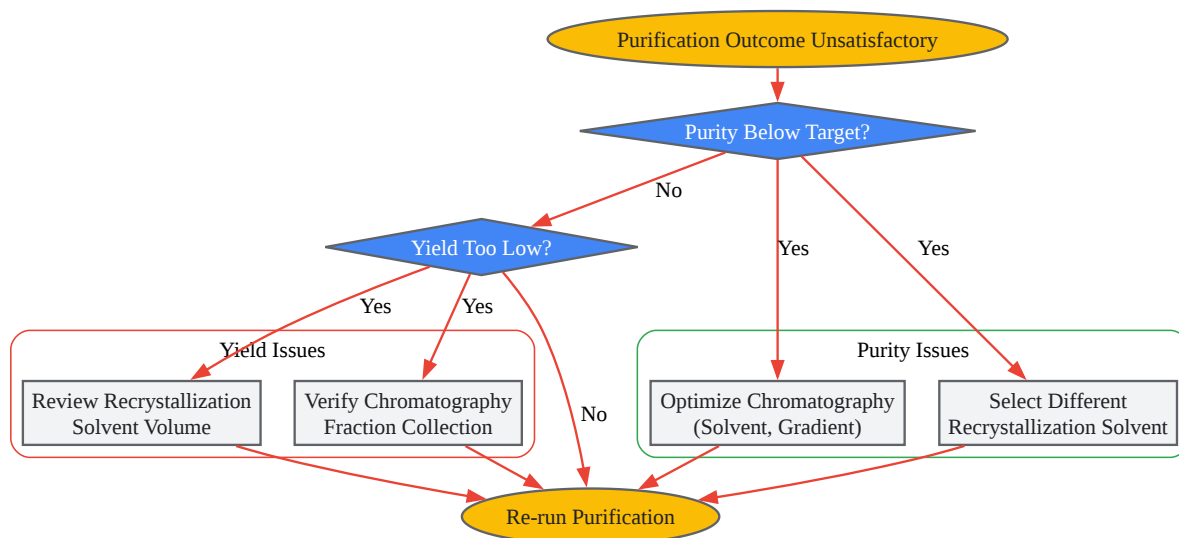 Purification Outcome Unsatisfactory
Purity Below Target?
No
Yield Too Low?
Yes
Yes
Yes
Yes
Yield Issues
Purity Issues
Review Recrystallization
Solvent Volume
Verify Chromatography
Fraction Collection
No
Optimize Chromatography
(Solvent, Gradient)
Select Different
Recrystallization Solvent
Re-run Purification